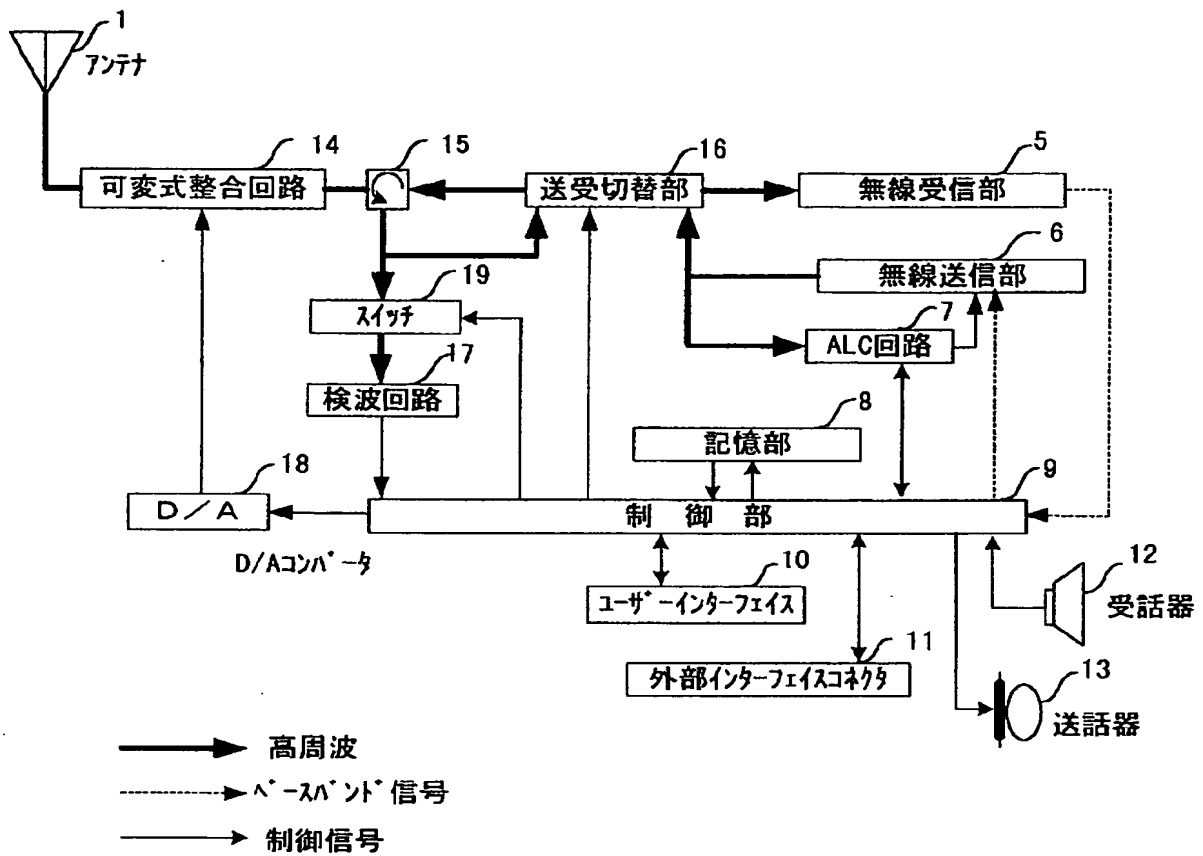 1
アンテナ
14
可変式整合回路
15
16
送受切替部
5
無線受信部
6
無線送信部
19
スイッチ
7
ALC回路
17
検波回路
8
記憶部
18
D/A
D/Aコンバータ
9
制御部
10
ユーザーインターフェイス
11
外部インターフェイスコネクタ
12
受話器
13
送話器
高周波
ベースバンド信号
制御信号